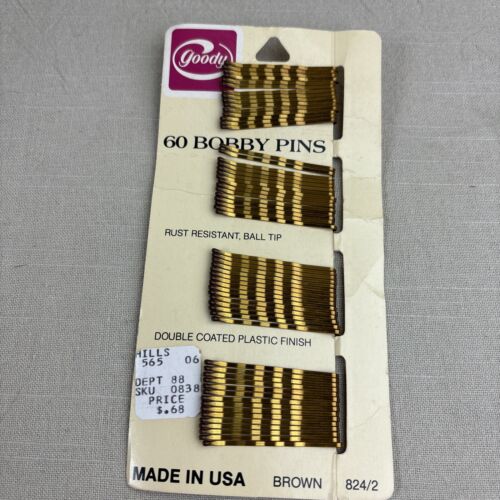 goody
60 BOBBY PINS
RUST RESISTANT, BALL TIP
DOUBLE COATED PLASTIC FINISH
HILLS
565 06
DEPT 88
SKU 0838
PRICE
$.68
MADE IN USA BROWN 824/2